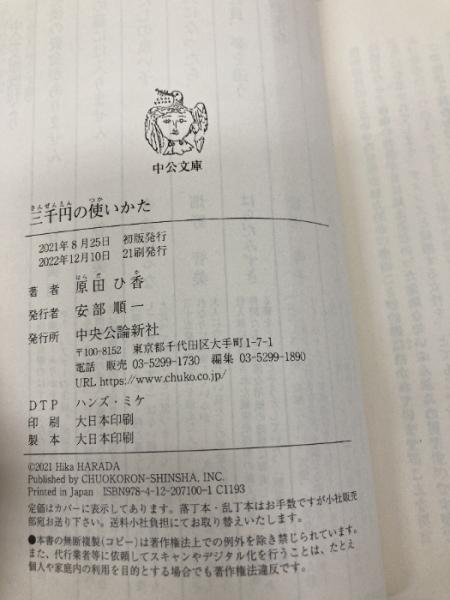 中公文庫
三千円の使いかた
2021年8月25日 初版発行
2022年12月10日 21刷発行
著者 原田ひ香
発行者 安部順一
発行所 中央公論新社
〒100-8152 東京都千代田区大手町1-7-1
電話 販売 03-5299-1730 編集 03-5299-1890
URL https://www.chuko.co.jp/
DTP ハンズ・ミケ
印刷 大日本印刷
製本 大日本印刷
©2021 Hika HARADA
Published by CHUOKORON-SHINSHA, INC.
Printed in Japan ISBN978-4-12-207100-1 C1193
定価はカバーに表示してあります。落丁本・乱丁本はお手数ですが小社販売
部宛お送り下さい。送料小社負担にてお取り替えいたします。
●本書の無断複製(コピー)は著作権法上での例外を除き禁じられています。
また、代行業者等に依頼してスキャンやデジタル化を行うことは、たとえ
個人や家庭内の利用を目的とする場合でも著作権法違反です。